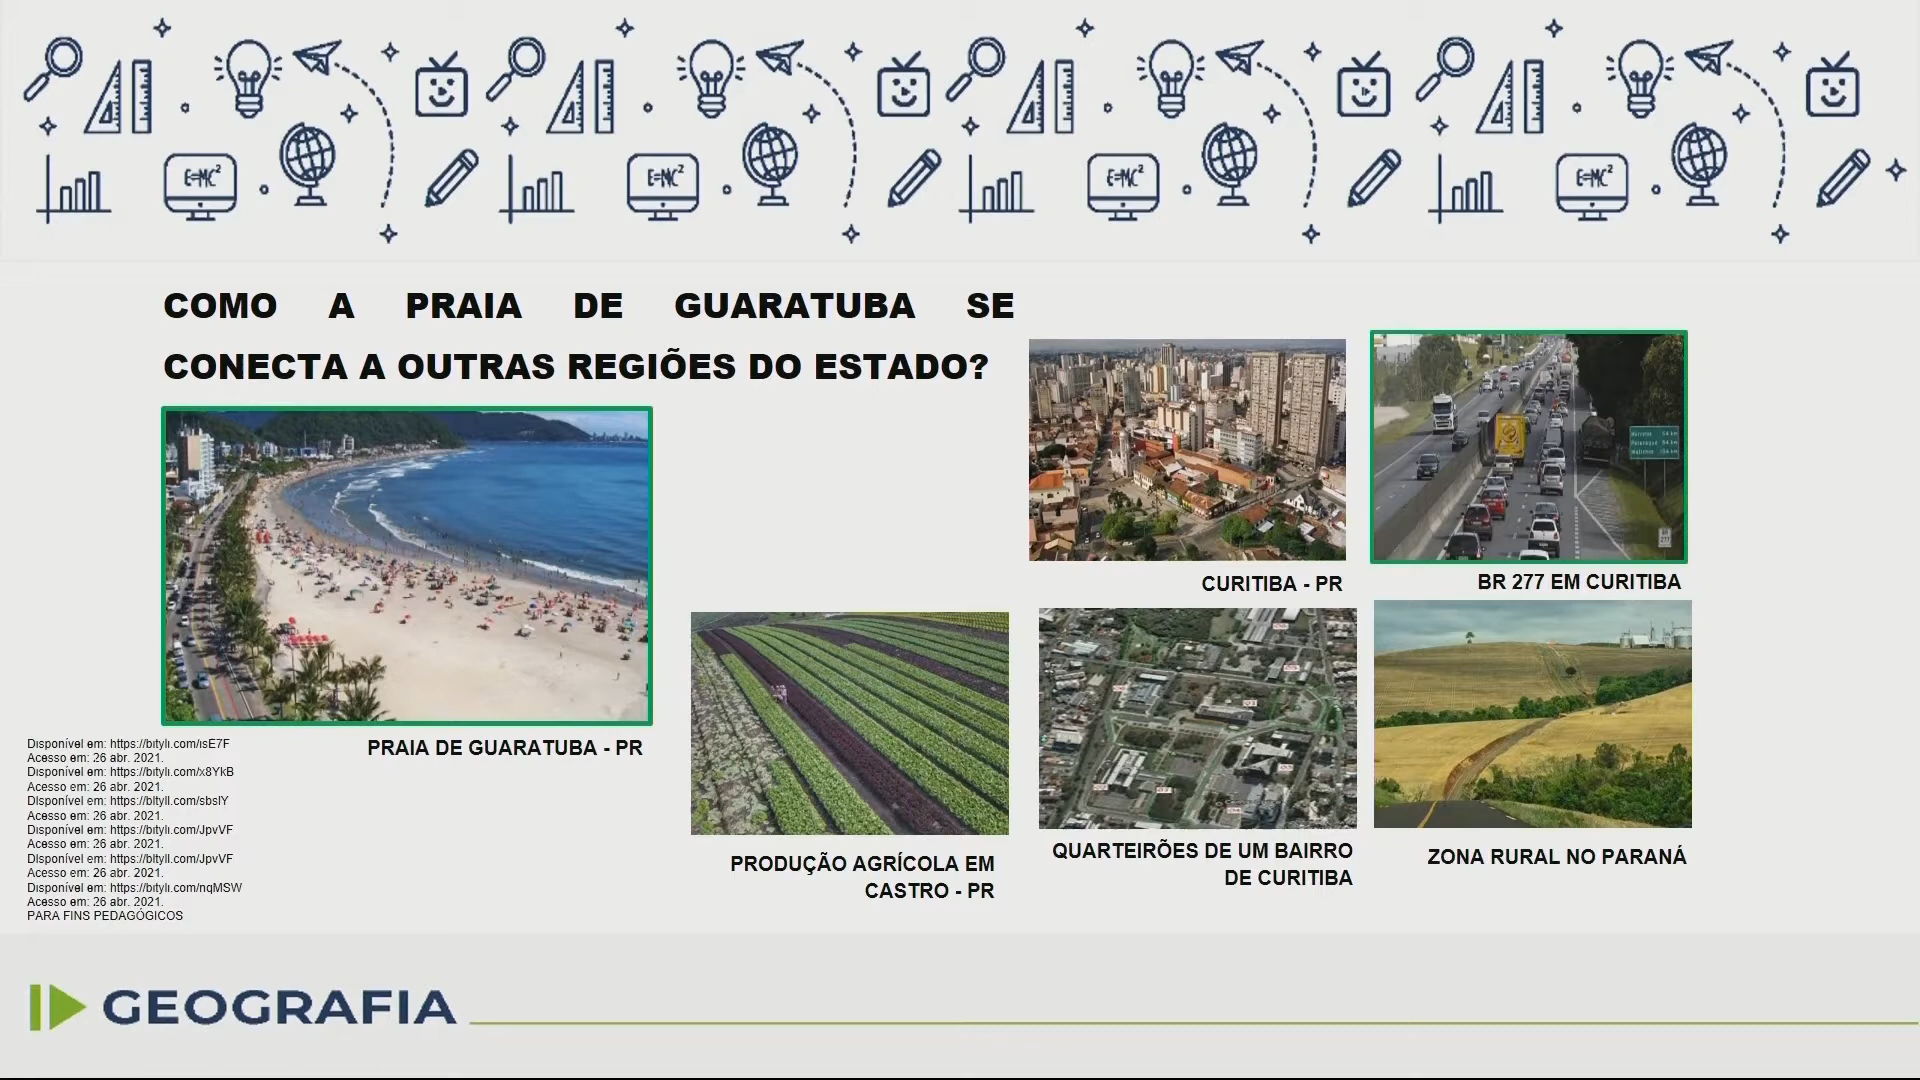 E=MC²
E=MC²
E=MC²
E=MC²
COMO A PRAIA DE GUARATUBA SE
CONECTA A OUTRAS REGIÕES DO ESTADO?
CURITIBA - PR
BR 277 EM CURITIBA
PRAIA DE GUARATUBA - PR
PRODUÇÃO AGRÍCOLA EM
CASTRO - PR
QUARTEIRÕES DE UM BAIRRO
DE CURITIBA
ZONA RURAL NO PARANÁ
Disponível em: https://bityli.com/isE7F
Acesso em: 26 abr. 2021.
Disponível em: https://bityli.com/x8YkB
Acesso em: 26 abr. 2021.
Disponível em: https://bityli.com/sbslY
Acesso em: 26 abr. 2021.
Disponível em: https://bityli.com/JpvVF
Acesso em: 26 abr. 2021.
Disponível em: https://bityli.com/JpvVF
Acesso em: 26 abr. 2021.
Disponível em: https://bityli.com/nqMSW
Acesso em: 26 abr. 2021.
PARA FINS PEDAGÓGICOS
GEOGRAFIA